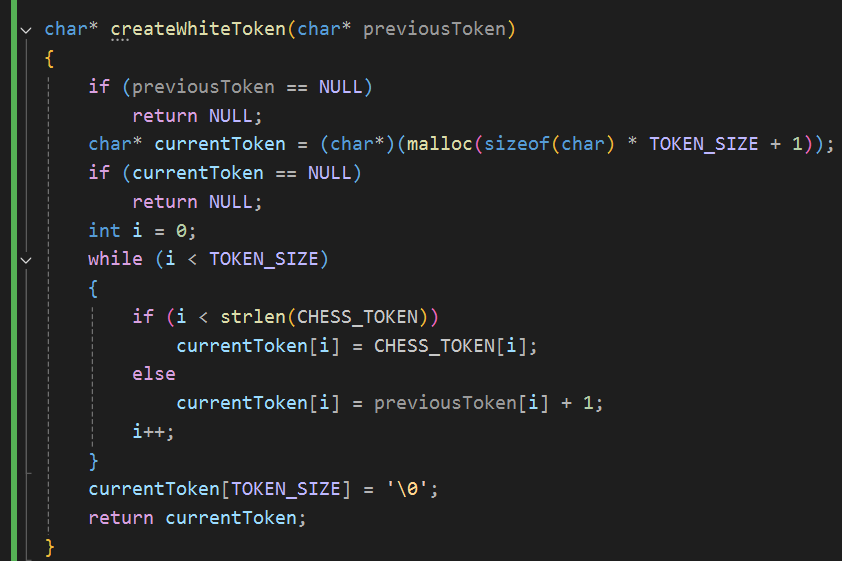 char* createWhiteToken(char* previousToken)
{
    if (previousToken == NULL)
        return NULL;
    char* currentToken = (char*)(malloc(sizeof(char) * TOKEN_SIZE + 1));
    if (currentToken == NULL)
        return NULL;
    int i = 0;
    while (i < TOKEN_SIZE)
    {
        if (i < strlen(CHESS_TOKEN))
            currentToken[i] = CHESS_TOKEN[i];
        else
            currentToken[i] = previousToken[i] + 1;
        i++;
    }
    currentToken[TOKEN_SIZE] = '\0';
    return currentToken;
}